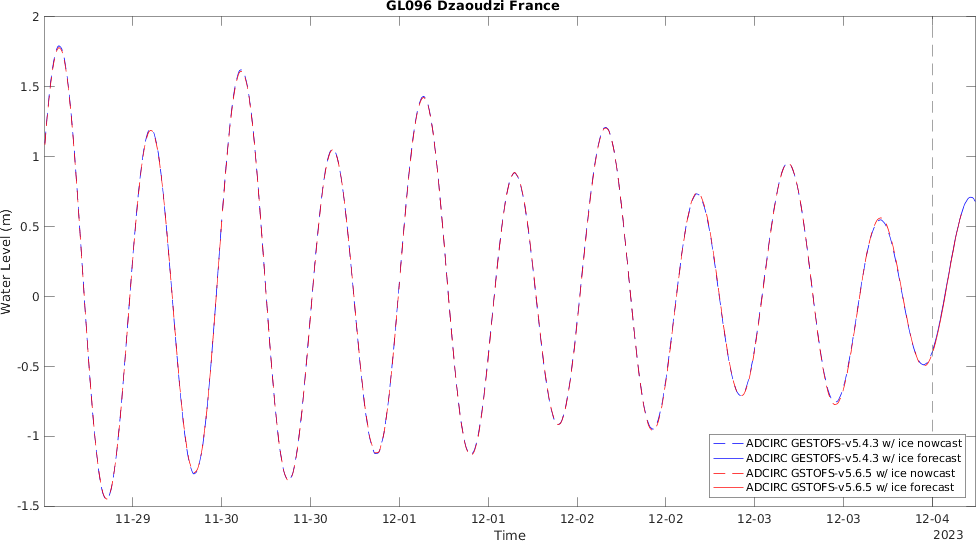 GL096 Dzaoudzi France
2
1.5
1
0.5
0
-0.5
-1
-1.5
Water Level (m)
ADCIRC GESTOFS-v5.4.3 w/ ice nowcast
ADCIRC GESTOFS-v5.4.3 w/ ice forecast
ADCIRC GSTOFS-v5.6.5 w/ ice nowcast
ADCIRC GSTOFS-v5.6.5 w/ ice forecast
11-29 11-30 11-30 12-01 12-01 12-02 12-02 12-03 12-03 12-04
Time 2023